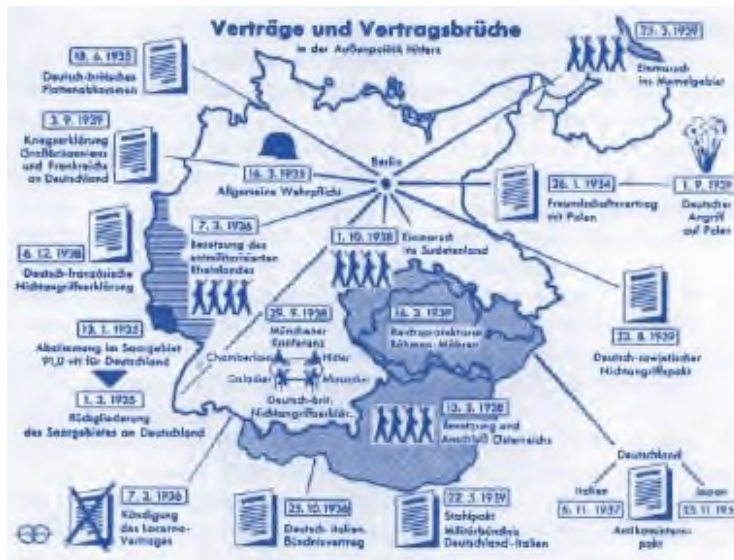 Verträge und Vertragsbrüche
in der Außenpolitik Hitlers
18. 6. 1935
Deutsch-britisches
Flottenabkommen
23. 3. 1939
Einmarsch
ins Memelgebiet
3. 9. 1939
Kriegserklärung
Großbritanniens
und Frankreichs
an Deutschland
16. 3. 1935
Allgemeine Wehrpflicht
Berlin
26. 1. 1934
Freundschaftsvertrag
mit Polen
1. 9. 1939
Deutscher
Angriff
auf Polen
7. 3. 1936
Besetzung des
entmilitarisierten
Rheinlandes
1. 10. 1938
Einmarsch
ins Sudetenland
6. 12. 1938
Deutsch-französische
Nichtangriffserklärung
29. 9. 1938
Münchener
Konferenz
Chamberlain
Hitler
Daladier
Mussolini
Deutsch-brit.
Nichtangriffserklär.
16. 3. 1939
Reichsprotektorat
Böhmen-Mähren
23. 8. 1939
Deutsch-sowjetischer
Nichtangriffspakt
13. 1. 1935
Abstimmung im Saargebiet
für Deutschland
1. 3. 1935
Rückgliederung
des Saargebietes an Deutschland
13. 3. 1938
Besetzung und
Anschluß Österreichs
7. 3. 1936
Kündigung
des Locarno-
Vertrages
25. 10. 1936
Deutsch-italien.
Bündnisvertrag
22. 5. 1939
Stahlpakt
Militärbündnis
Deutschland-Italien
Deutschland
Italien
Japan
6. 11. 1937
Antikomintern-
pakt